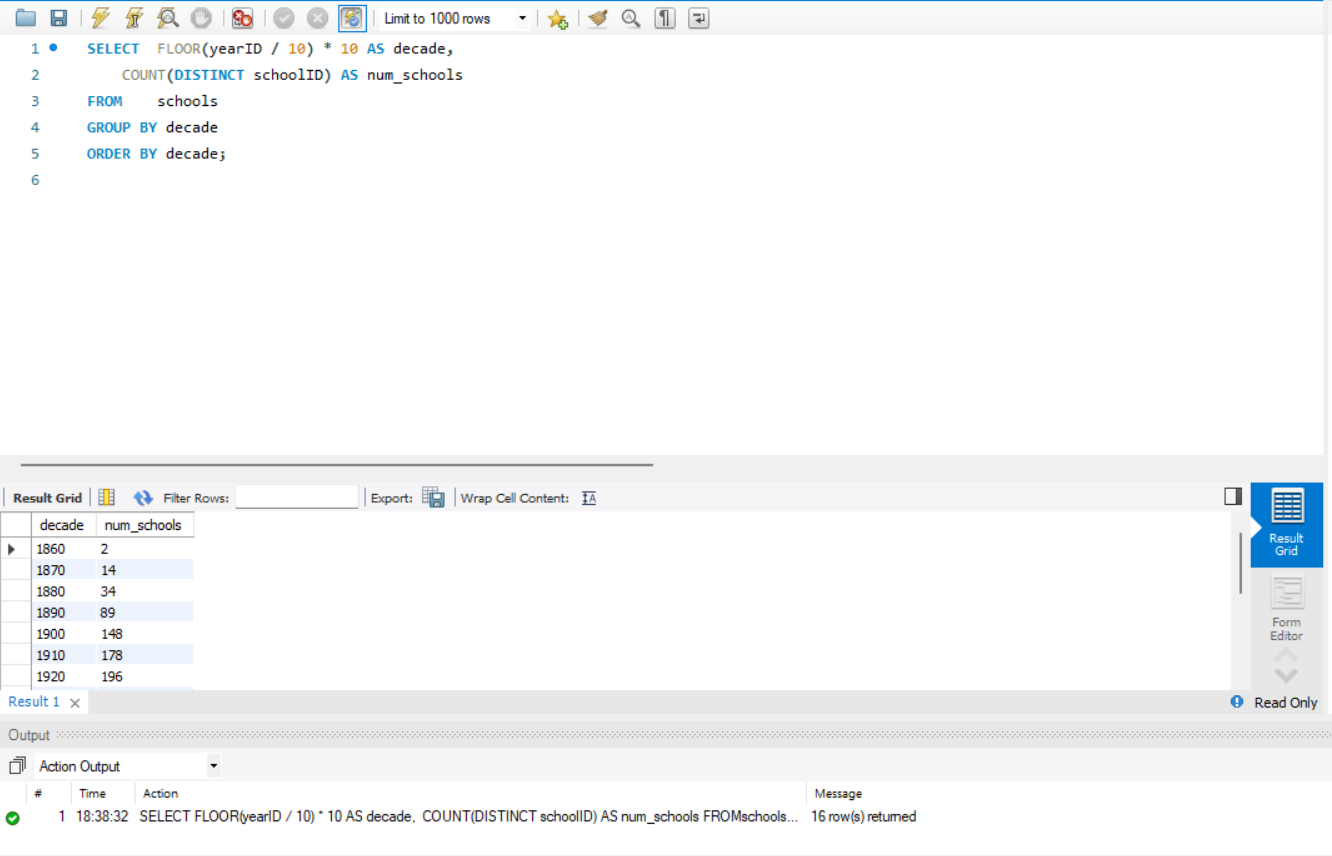 Limit to 1000 rows
1 SELECT FLOOR(yearID / 10) * 10 AS decade,
2 COUNT(DISTINCT schoolID) AS num_schools
3 FROM schools
4 GROUP BY decade
5 ORDER BY decade;
6
Result Grid Filter Rows: Export: Wrap Cell Content: IA
decade num_schools
1860 2
1870 14
1880 34
1890 89
1900 148
1910 178
1920 196
Result Grid
Form Editor
Result 1 Read Only
Output
Action Output
# Time Action Message
1 18:38:32 SELECT FLOOR(yearID / 10) * 10 AS decade, COUNT(DISTINCT schoolID) AS num_schools FROMschools... 16 row(s) returned